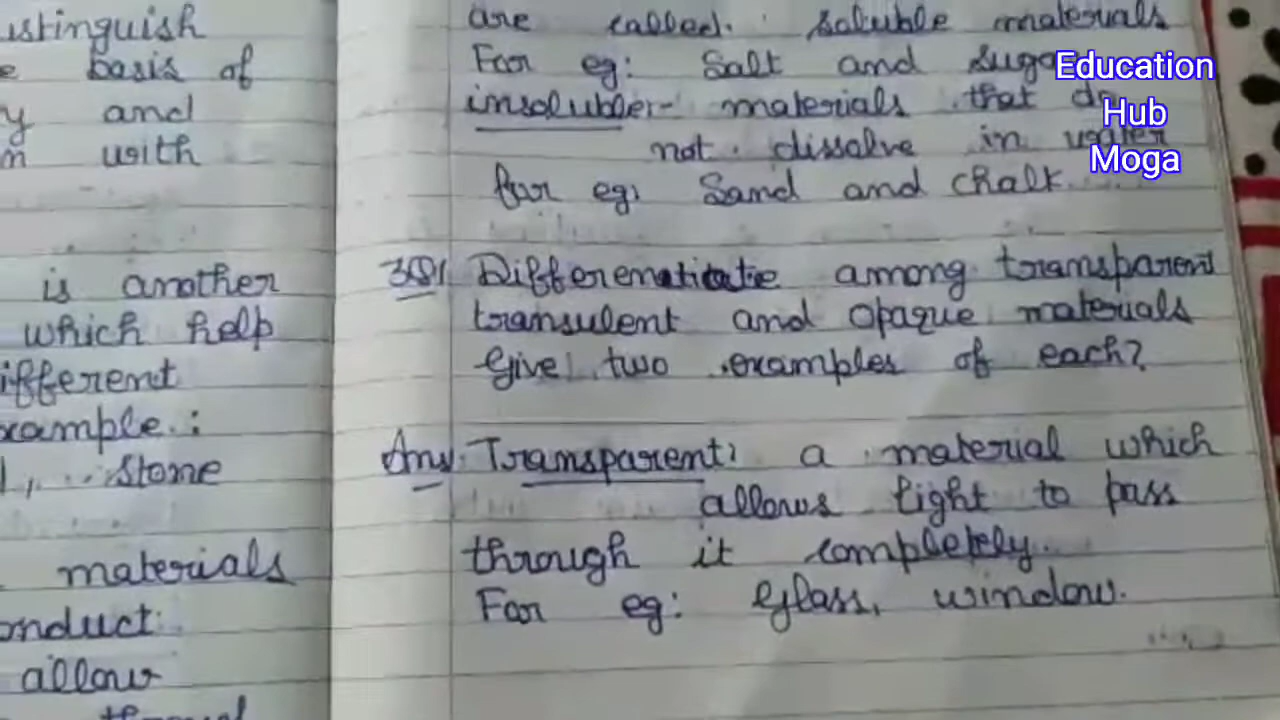 istinguish
e basis of
y and
n with
is another
which help
ifferent
xample.:
l, stone
materials
onduct.
allow
are called. soluble materials
For eg: Salt and suga
insoluble:- materials that do
not dissolve in water
for eg: Sand and chalk.
3Q1 Differentitatie among transparent
transulent and opaque materials
Give two examples of each?
Ans. Transparent: a material which
allows light to pass
through it completely.
For eg: Glass, window.
Education
Hub
Moga